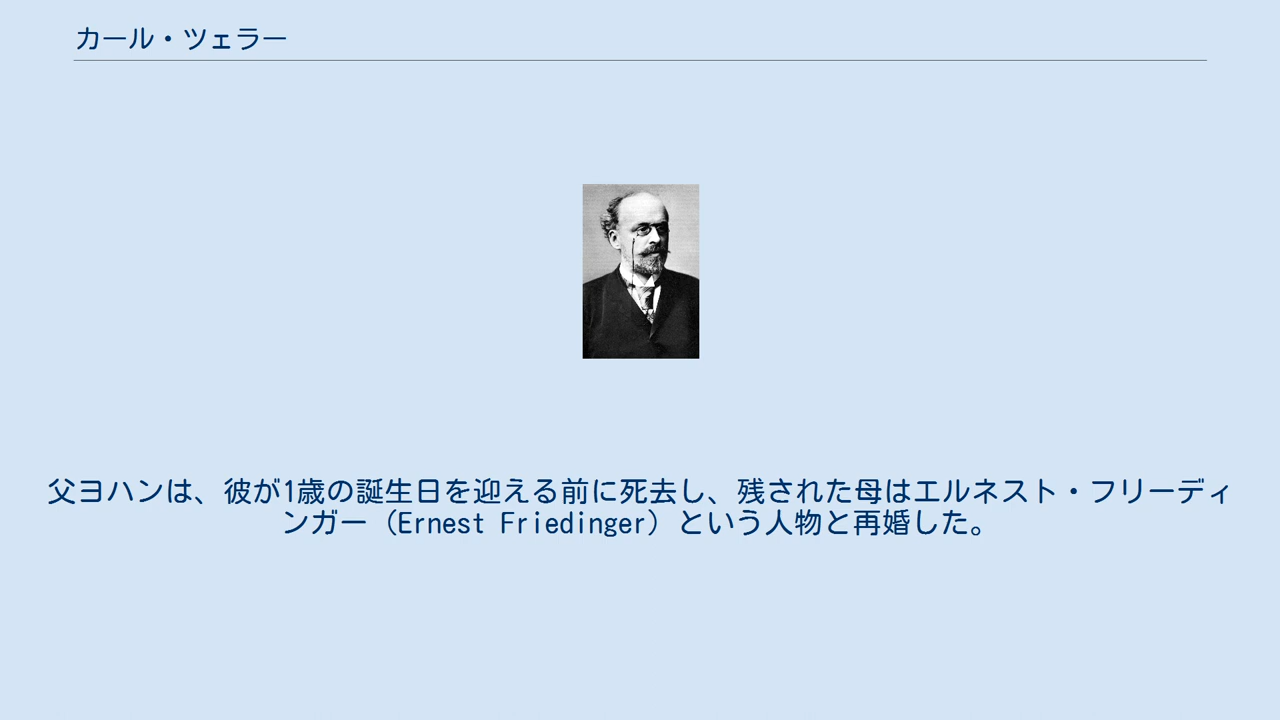 カール・ツェラー
父ヨハンは、彼が1歳の誕生日を迎える前に死去し、残された母はエルネスト・フリーディ
ンガー（Ernest Friedinger）という人物と再婚した。